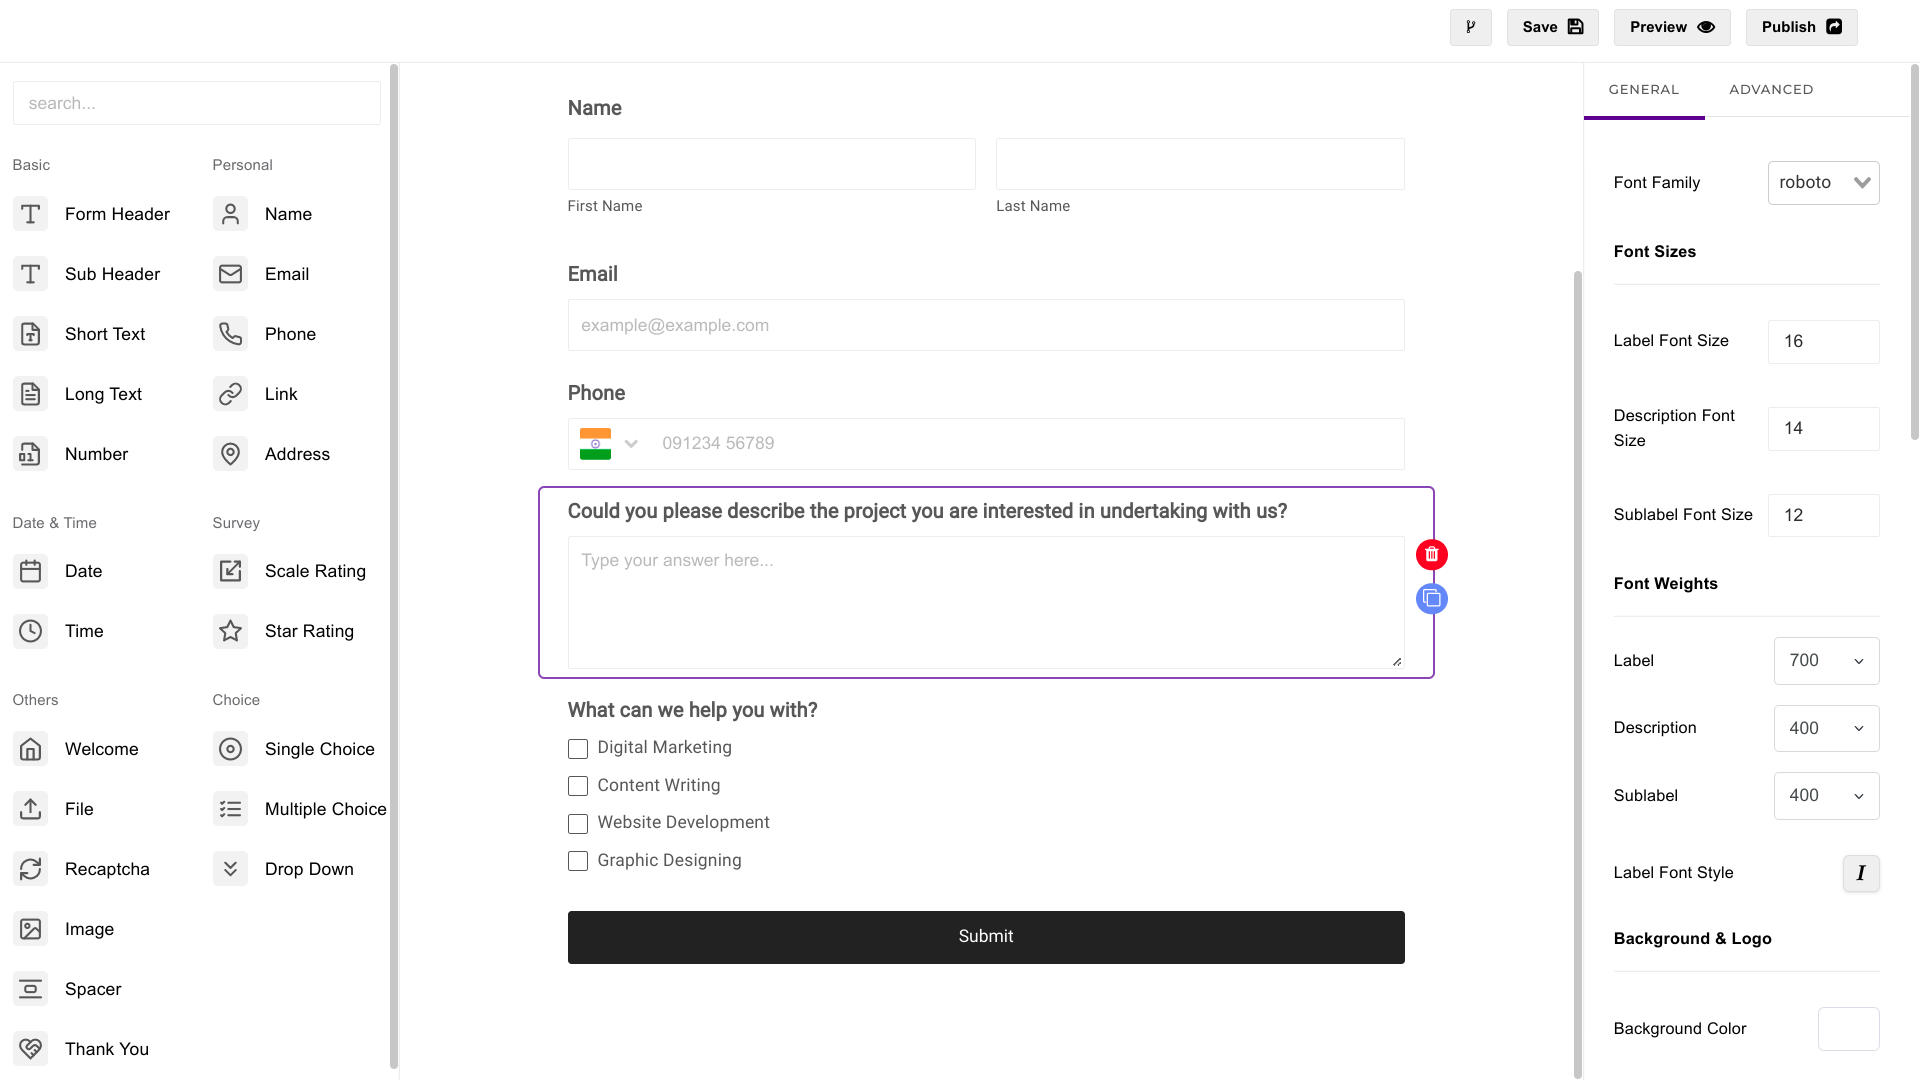 Save
Preview
Publish
search...
Basic
Personal
Form Header
Name
Sub Header
Email
Short Text
Phone
Long Text
Link
Number
Address
Date & Time
Survey
Date
Scale Rating
Time
Star Rating
Others
Choice
Welcome
Single Choice
File
Multiple Choice
Recaptcha
Drop Down
Image
Spacer
Thank You
Name
First Name
Last Name
Email
example@example.com
Phone
091234 56789
Could you please describe the project you are interested in undertaking with us?
Type your answer here...
What can we help you with?
Digital Marketing
Content Writing
Website Development
Graphic Designing
Submit
GENERAL
ADVANCED
Font Family
roboto
Font Sizes
Label Font Size
16
Description Font
Size
14
Sublabel Font Size
12
Font Weights
Label
700
Description
400
Sublabel
400
Label Font Style
I
Background & Logo
Background Color